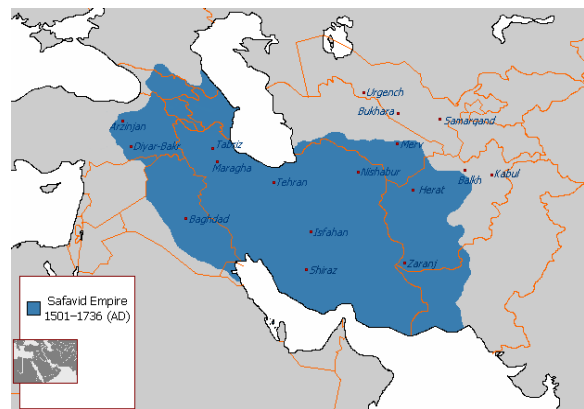 Urgench
Bukhara
Samarqand
Arzinjan
Diyar-Bakr
Tabriz
Merv
Maragha
Nishabur
Balkh
Kabul
Tehran
Herat
Baghdad
Isfahan
Zaranj
Shiraz
Safavid Empire
1501–1736 (AD)